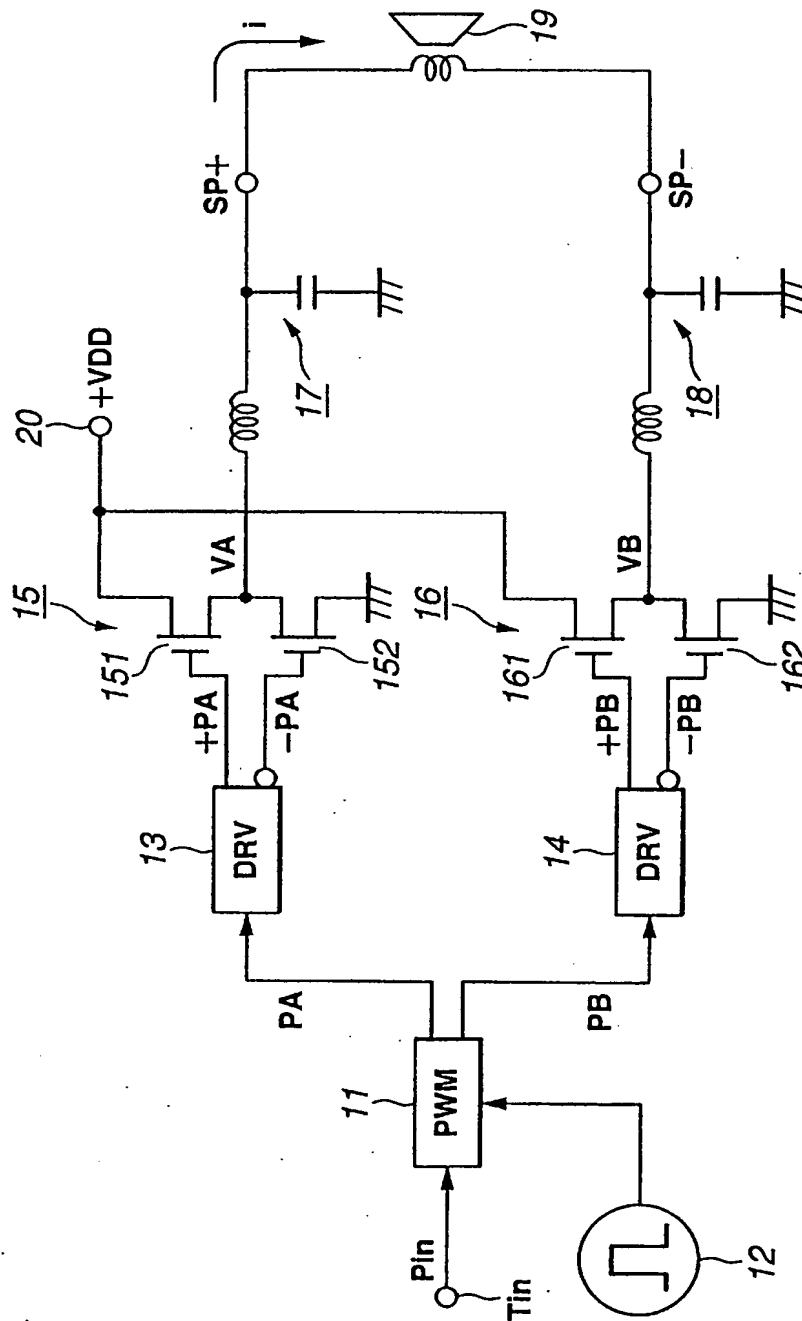 20
+VDD
15
151
152
VA
+PA
-PA
13
DRV
17
SP+
i
19
PA
11
PWM
Pin
Tin
12
PB
16
161
162
VB
+PB
-PB
14
DRV
18
SP-